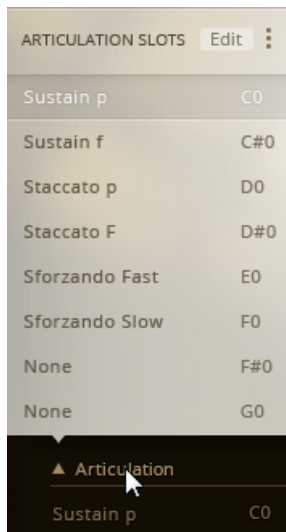 ARTICULATION SLOTS Edit
Sustain p C0
Sustain f C#0
Staccato p D0
Staccato F D#0
Sforzando Fast E0
Sforzando Slow F0
None F#0
None G0
Articulation
Sustain p C0